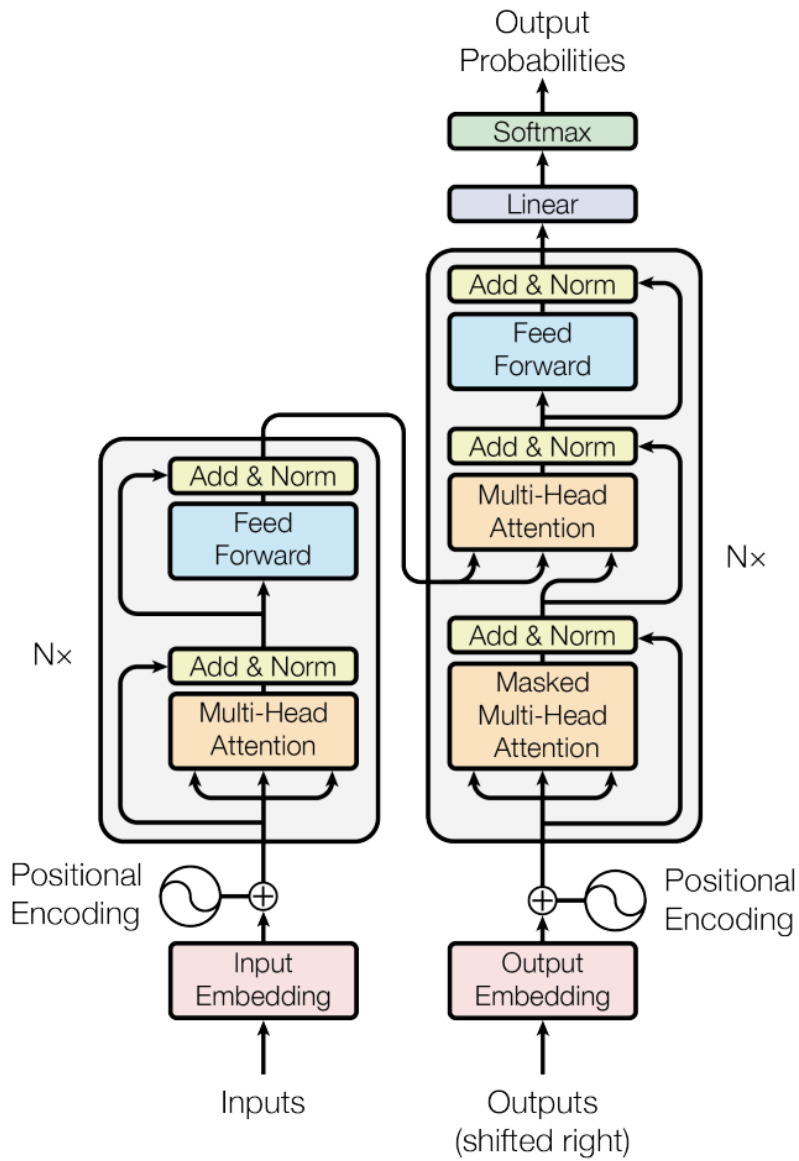 Output
Probabilities
Softmax
Linear
Add & Norm
Feed
Forward
Add & Norm
Multi-Head
Attention
Nx
Add & Norm
Masked
Multi-Head
Attention
Add & Norm
Feed
Forward
Nx
Add & Norm
Multi-Head
Attention
Positional
Encoding
Positional
Encoding
Input
Embedding
Output
Embedding
Inputs
Outputs
(shifted right)